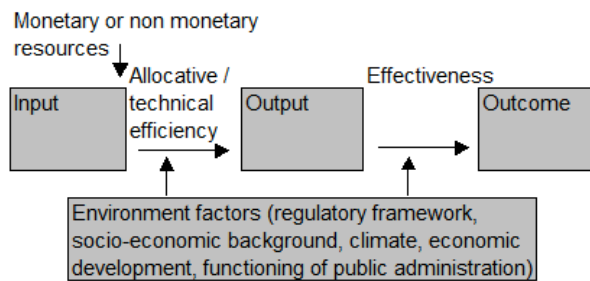 Monetary or non monetary
resources
Allocative /
technical
efficiency
Effectiveness
Input
Output
Outcome
Environment factors (regulatory framework,
socio-economic background, climate, economic
development, functioning of public administration)